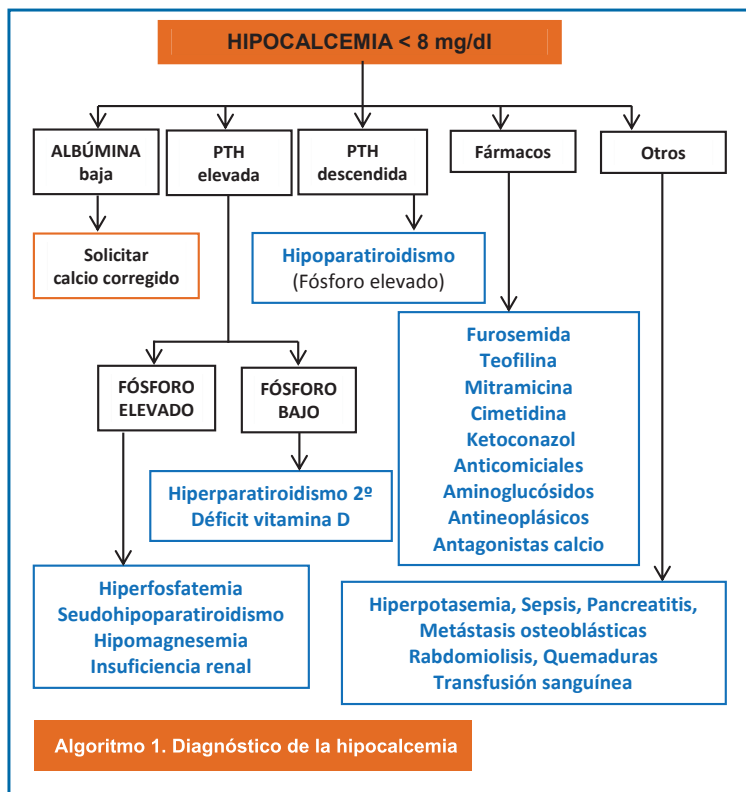 HIPOCALCEMIA < 8 mg/dl
ALBÚMINA
baja
PTH
elevada
PTH
descendida
Fármacos
Otros
Solicitar
calcio corregido
Hipoparatiroidismo
(Fósforo elevado)
FÓSFORO
ELEVADO
FÓSFORO
BAJO
Furosemida
Teofilina
Mitramicina
Cimetidina
Ketoconazol
Anticomiciales
Aminoglucósidos
Antineoplásicos
Antagonistas calcio
Hiperparatiroidismo 2º
Déficit vitamina D
Hiperfosfatemia
Seudohipoparatiroidismo
Hipomagnesemia
Insuficiencia renal
Hiperpotasemia, Sepsis, Pancreatitis,
Metástasis osteoblásticas
Rabdomiolisis, Quemaduras
Transfusión sanguínea
Algoritmo 1. Diagnóstico de la hipocalcemia